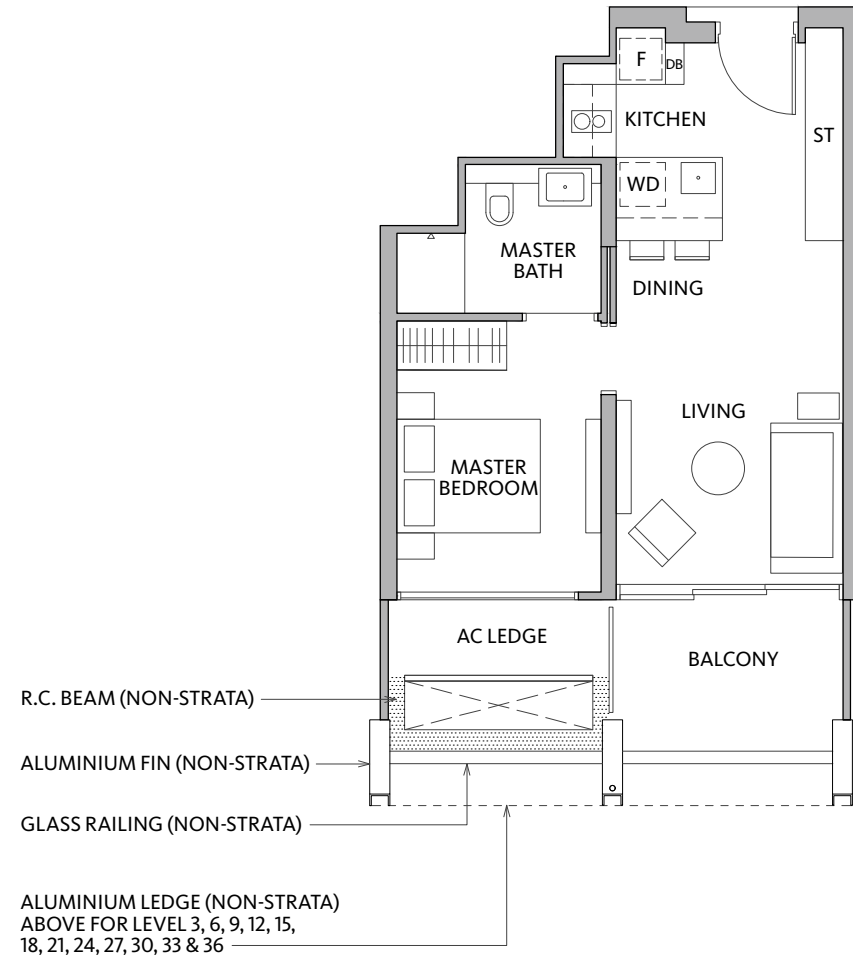 F
DB
KITCHEN
ST
WD
MASTER
BATH
DINING
LIVING
MASTER
BEDROOM
AC LEDGE
BALCONY
R.C. BEAM (NON-STRATA)
ALUMINIUM FIN (NON-STRATA)
GLASS RAILING (NON-STRATA)
ALUMINIUM LEDGE (NON-STRATA)
ABOVE FOR LEVEL 3, 6, 9, 12, 15,
18, 21, 24, 27, 30, 33 & 36